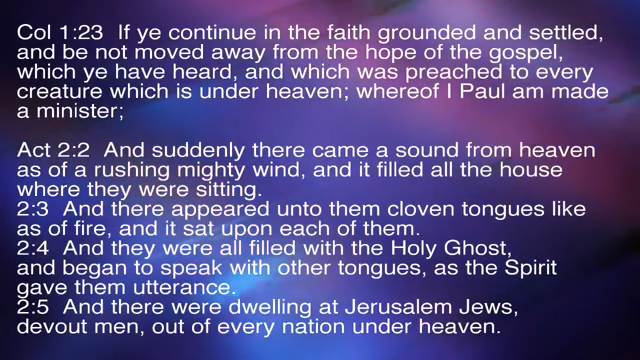 Col 1:23  If ye continue in the faith grounded and settled,
and be not moved away from the hope of the gospel,
which ye have heard, and which was preached to every
creature which is under heaven; whereof I Paul am made
a minister;
Act 2:2  And suddenly there came a sound from heaven
as of a rushing mighty wind, and it filled all the house
where they were sitting.
2:3  And there appeared unto them cloven tongues like
as of fire, and it sat upon each of them.
2:4  And they were all filled with the Holy Ghost,
and began to speak with other tongues, as the Spirit
gave them utterance.
2:5  And there were dwelling at Jerusalem Jews,
devout men, out of every nation under heaven.